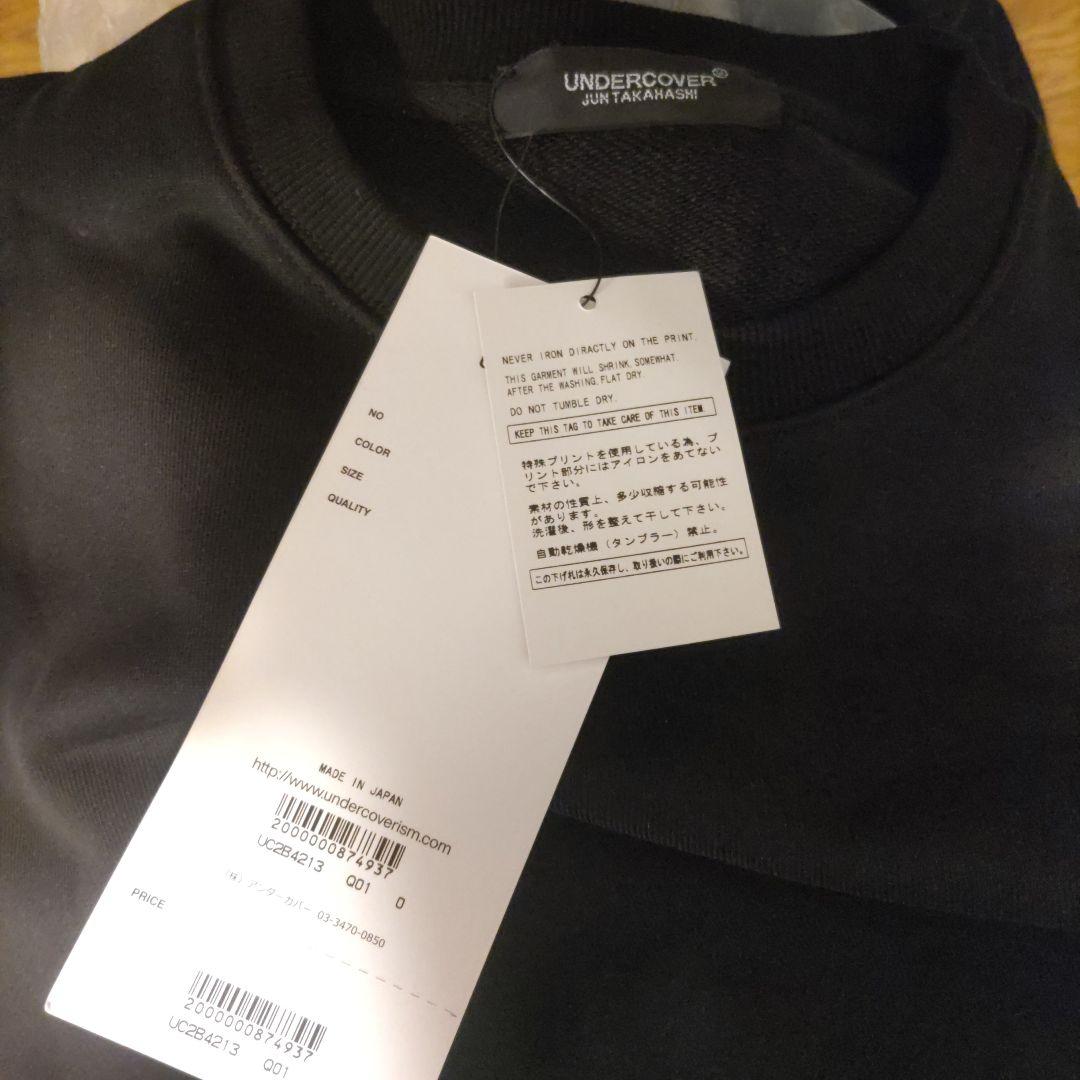 UNDERCOVER®
JUN TAKAHASHI
NEVER IRON DIRACTLY ON THE PRINT.
THIS GARMENT WILL SHRINK SOMEWHAT.
AFTER THE WASHING, FLAT DRY.
DO NOT TUMBLE DRY.
KEEP THIS TAG TO TAKE CARE OF THIS ITEM.
特殊プリントを使用している為、プ
リント部分にはアイロンをあてない
で下さい。
素材の性質上、多少収縮する可能性
があります。
洗濯後、形を整えて干して下さい。
自動乾燥機（タンブラー）禁止。
この下げ札は永久保存し、取り扱いの際にご利用下さい。
NO
COLOR
SIZE
QUALITY
MADE IN JAPAN
http://www.undercoverism.com
2000000874937
UC2B4213 Q01 0
(株) アンダーカバー 03-3470-0850
PRICE
2000000874937
UC2B4213 Q01